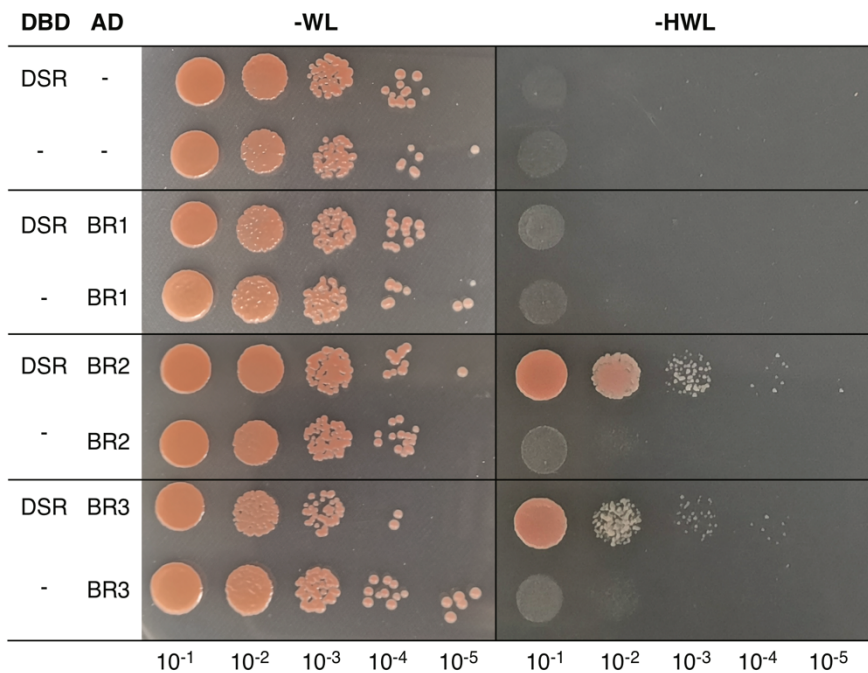 DBD AD -WL -HWL
DSR -
- -
DSR BR1
- BR1
DSR BR2
- BR2
DSR BR3
- BR3
10-1 10-2 10-3 10-4 10-5 10-1 10-2 10-3 10-4 10-5